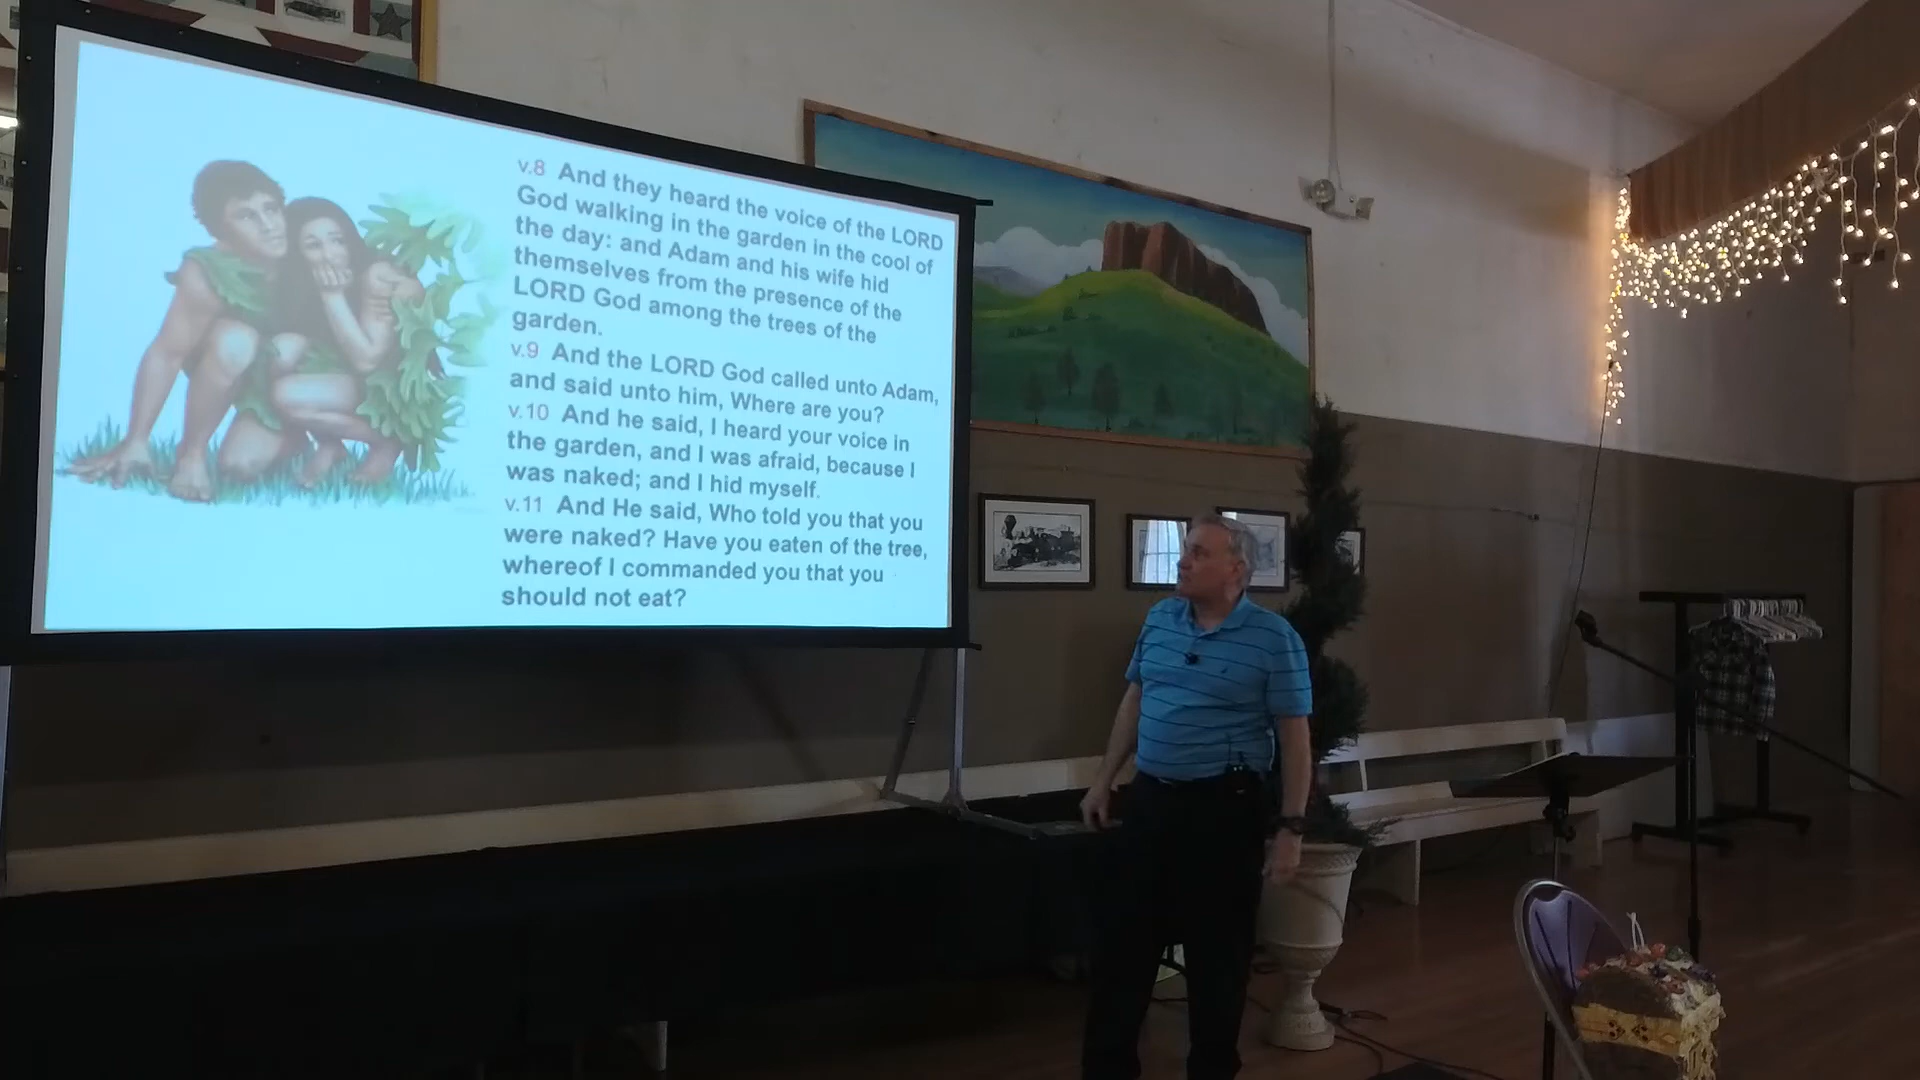 v.8 And they heard the voice of the LORD
God walking in the garden in the cool of
the day: and Adam and his wife hid
themselves from the presence of the
LORD God among the trees of the
garden.
v.9 And the LORD God called unto Adam,
and said unto him, Where are you?
v.10 And he said, I heard your voice in
the garden, and I was afraid, because I
was naked; and I hid myself.
v.11 And He said, Who told you that you
were naked? Have you eaten of the tree,
whereof I commanded you that you
should not eat?